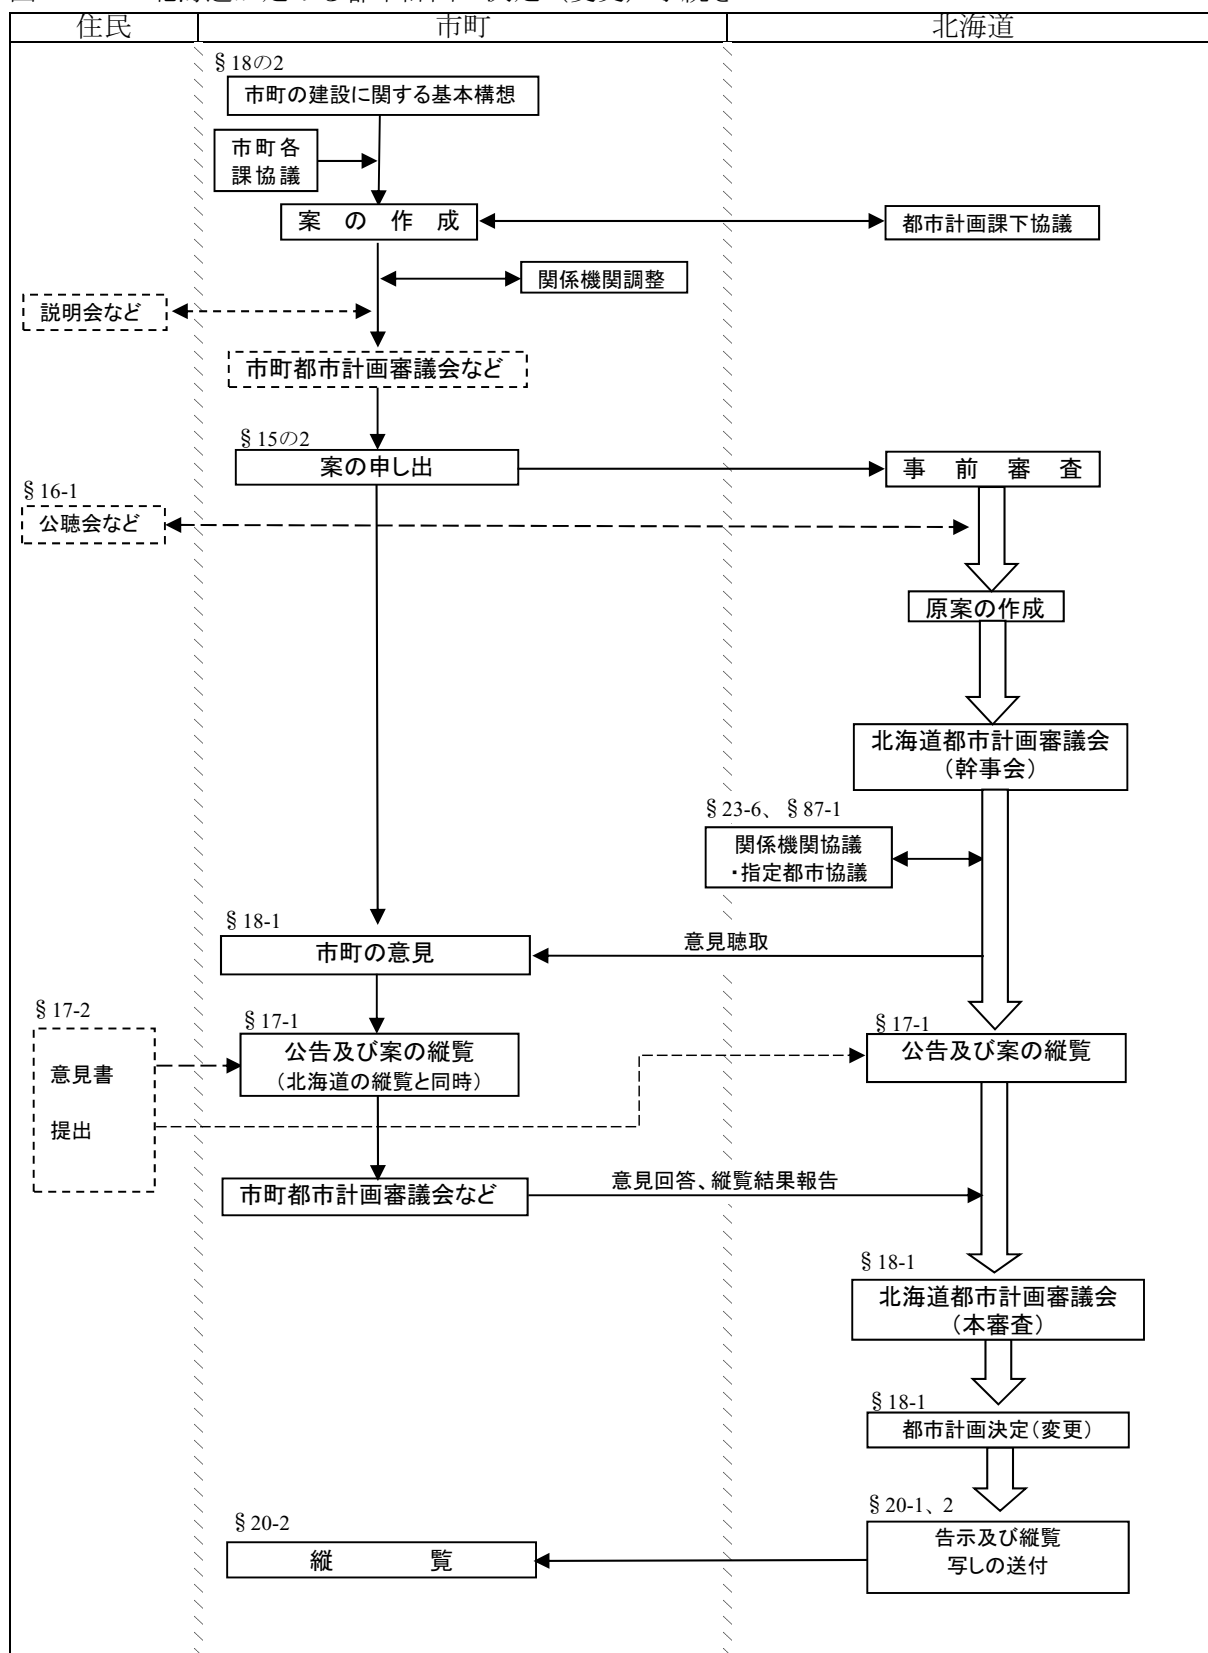 住民
市町
北海道
§18の2
市町の建設に関する基本構想
市町各
課協議
案の作成
都市計画課下協議
関係機関調整
説明会など
市町都市計画審議会など
§15の2
案の申し出
事前審査
§16-1
公聴会など
原案の作成
北海道都市計画審議会
(幹事会)
§23-6、§87-1
関係機関協議
・指定都市協議
§18-1
市町の意見
意見聴取
§17-2
意見書
提出
§17-1
公告及び案の縦覧
(北海道の縦覧と同時)
§17-1
公告及び案の縦覧
市町都市計画審議会など
意見回答、縦覧結果報告
§18-1
北海道都市計画審議会
(本審査)
§18-1
都市計画決定(変更)
§20-1、2
告示及び縦覧
写しの送付
§20-2
縦覧